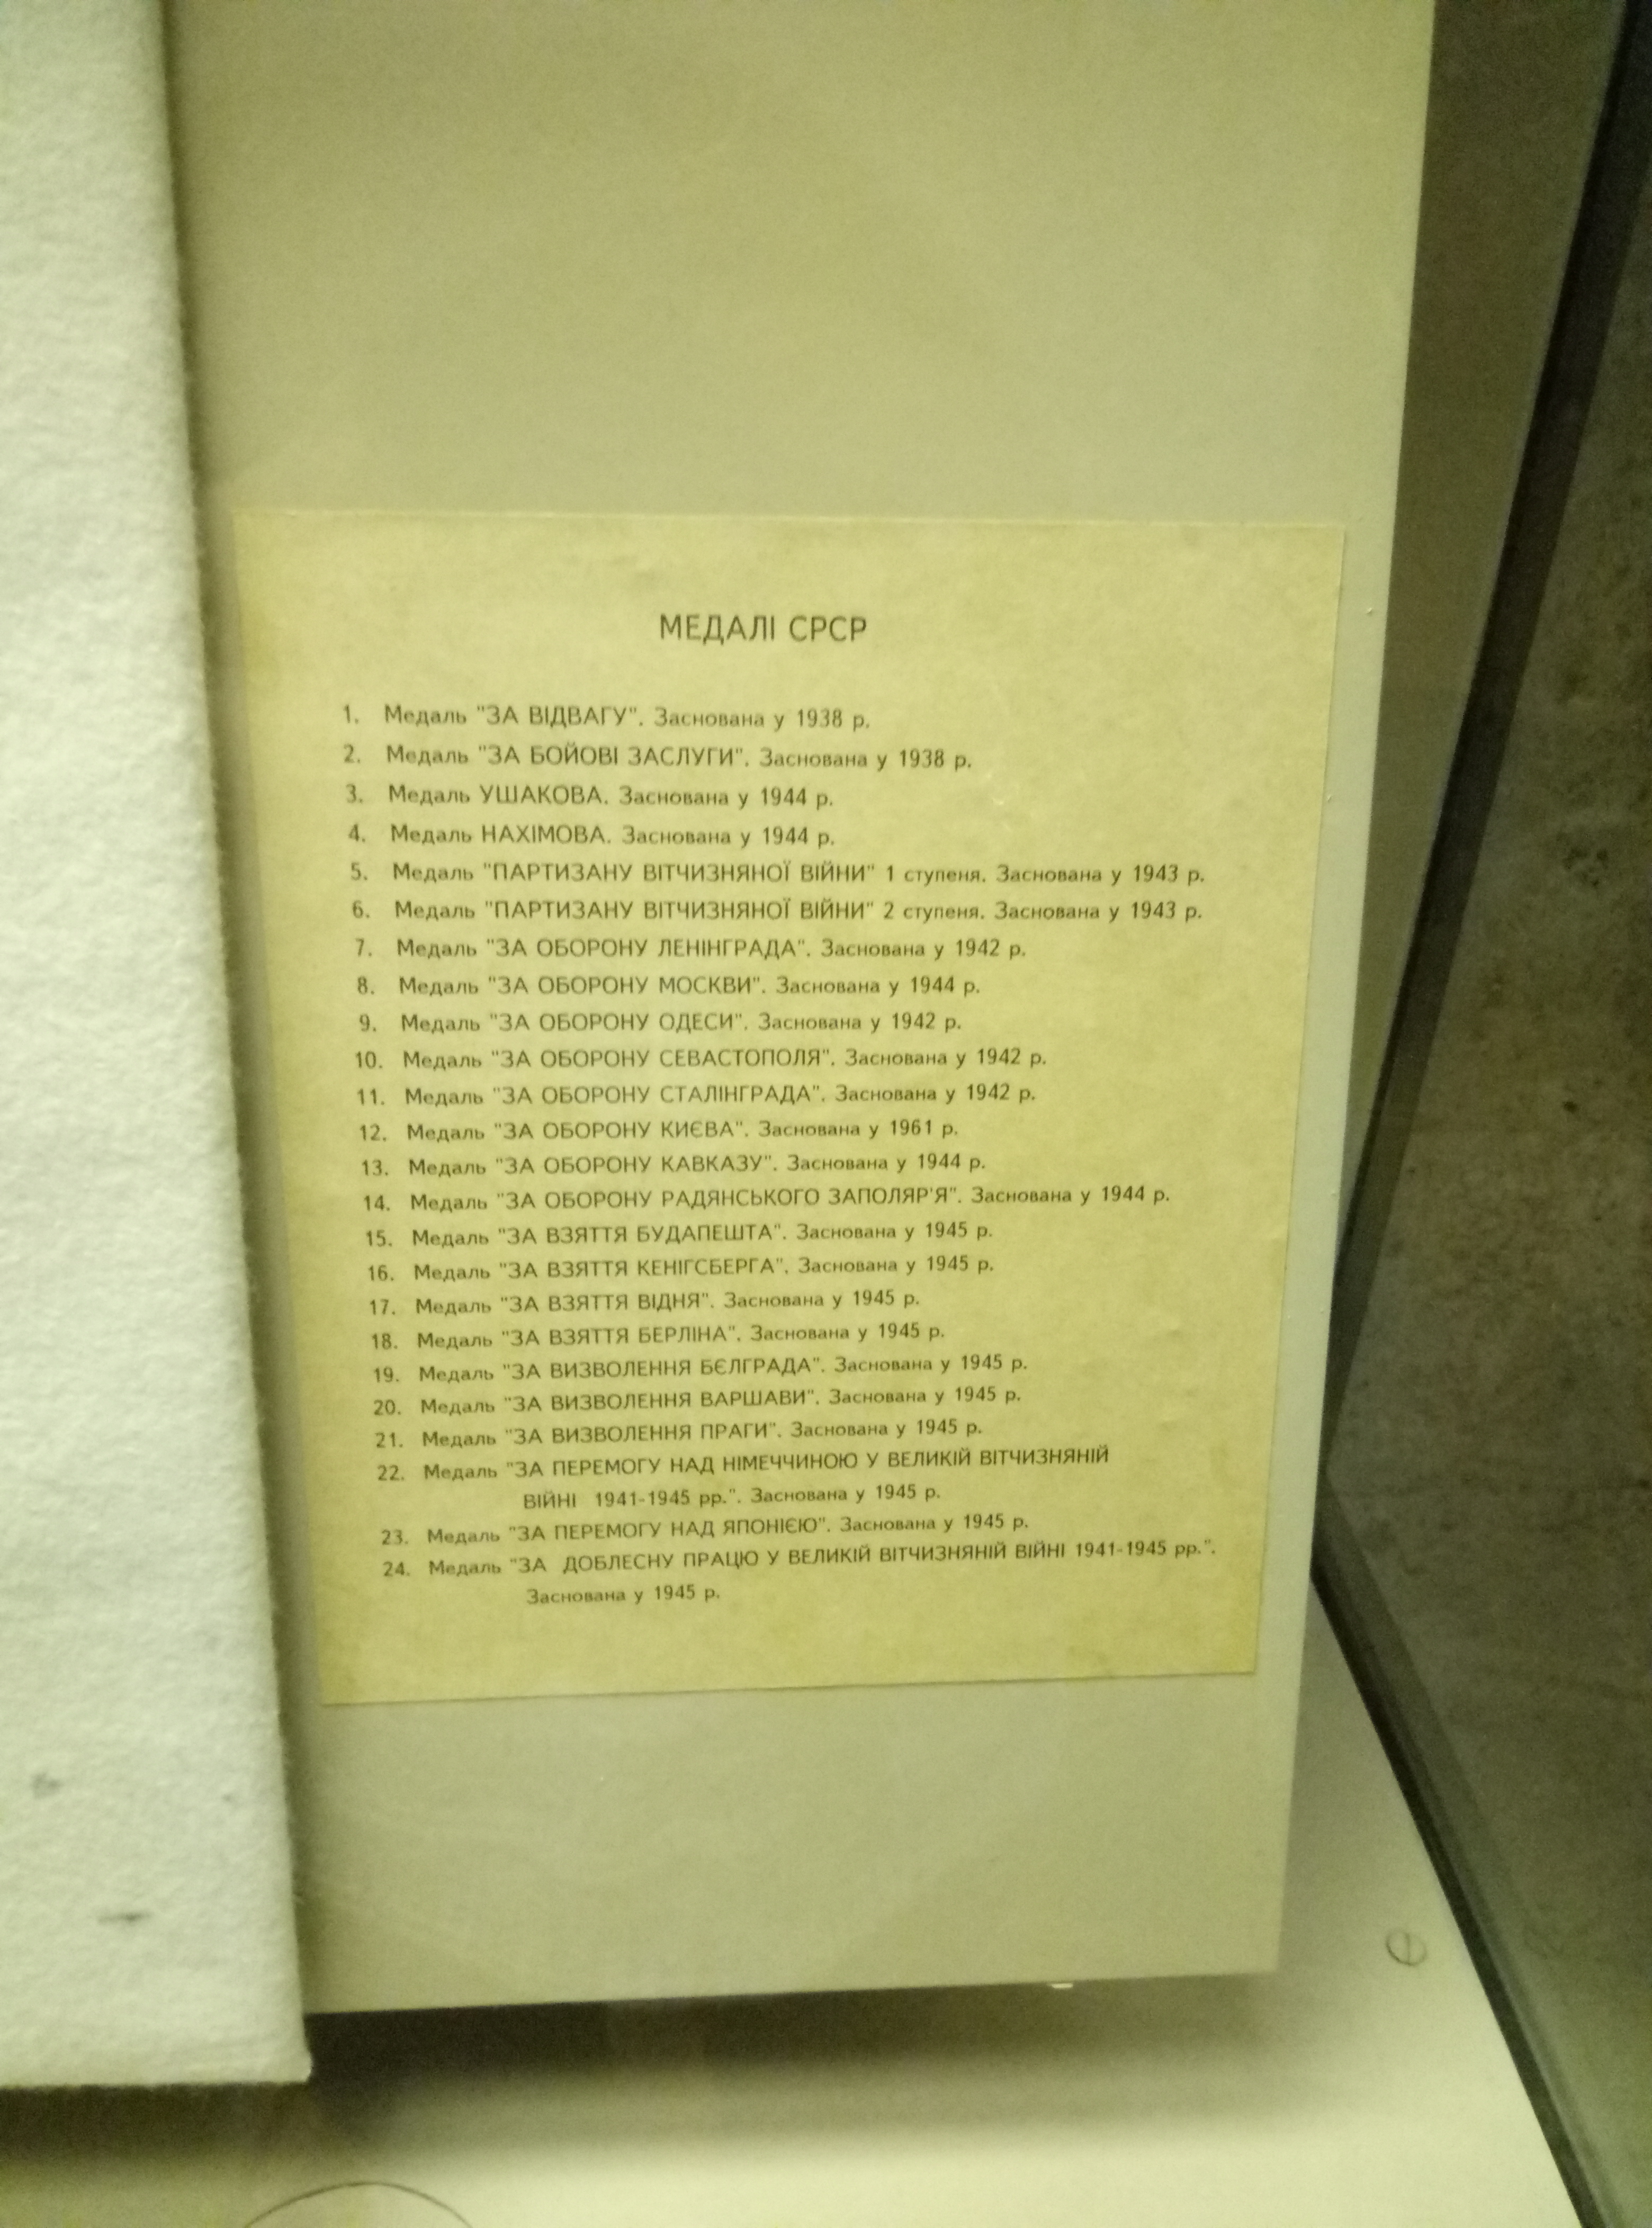 МЕДАЛІ СРСР
1. Медаль "ЗА ВІДВАГУ". Заснована у 1938 р.
2. Медаль "ЗА БОЙОВІ ЗАСЛУГИ". Заснована у 1938 р.
3. Медаль УШАКОВА. Заснована у 1944 р.
4. Медаль НАХІМОВА. Заснована у 1944 р.
5. Медаль "ПАРТИЗАНУ ВІТЧИЗНЯНОЇ ВІЙНИ" 1 ступеня. Заснована у 1943 р.
6. Медаль "ПАРТИЗАНУ ВІТЧИЗНЯНОЇ ВІЙНИ" 2 ступеня. Заснована у 1943 р.
7. Медаль "ЗА ОБОРОНУ ЛЕНІНГРАДА". Заснована у 1942 р.
8. Медаль "ЗА ОБОРОНУ МОСКВИ". Заснована у 1944 р.
9. Медаль "ЗА ОБОРОНУ ОДЕСИ". Заснована у 1942 р.
10. Медаль "ЗА ОБОРОНУ СЕВАСТОПОЛЯ". Заснована у 1942 р.
11. Медаль "ЗА ОБОРОНУ СТАЛІНГРАДА". Заснована у 1942 р.
12. Медаль "ЗА ОБОРОНУ КИЄВА". Заснована у 1961 р.
13. Медаль "ЗА ОБОРОНУ КАВКАЗУ". Заснована у 1944 р.
14. Медаль "ЗА ОБОРОНУ РАДЯНСЬКОГО ЗАПОЛЯР'Я". Заснована у 1944 р.
15. Медаль "ЗА ВЗЯТТЯ БУДАПЕШТА". Заснована у 1945 р.
16. Медаль "ЗА ВЗЯТТЯ КЕНІГСБЕРГА". Заснована у 1945 р.
17. Медаль "ЗА ВЗЯТТЯ ВІДНЯ". Заснована у 1945 р.
18. Медаль "ЗА ВЗЯТТЯ БЕРЛІНА". Заснована у 1945 р.
19. Медаль "ЗА ВИЗВОЛЕННЯ БЄЛГРАДА". Заснована у 1945 р.
20. Медаль "ЗА ВИЗВОЛЕННЯ ВАРШАВИ". Заснована у 1945 р.
21. Медаль "ЗА ВИЗВОЛЕННЯ ПРАГИ". Заснована у 1945 р.
22. Медаль "ЗА ПЕРЕМОГУ НАД НІМЕЧЧИНОЮ У ВЕЛИКІЙ ВІТЧИЗНЯНІЙ
ВІЙНІ 1941-1945 рр.". Заснована у 1945 р.
23. Медаль "ЗА ПЕРЕМОГУ НАД ЯПОНІЄЮ". Заснована у 1945 р.
24. Медаль "ЗА ДОБЛЕСНУ ПРАЦЮ У ВЕЛИКІЙ ВІТЧИЗНЯНІЙ ВІЙНІ 1941-1945 рр.".
Заснована у 1945 р.